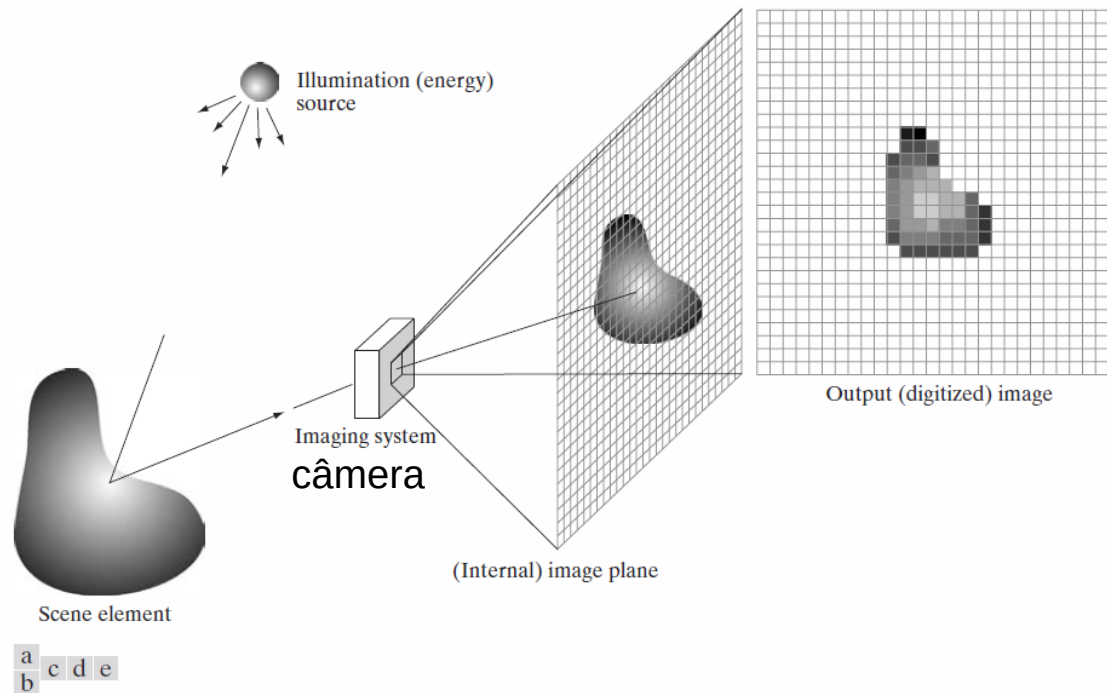 Illumination (energy)
source
Output (digitized) image
Imaging system
câmera
(Internal) image plane
Scene element
a
b
c d e